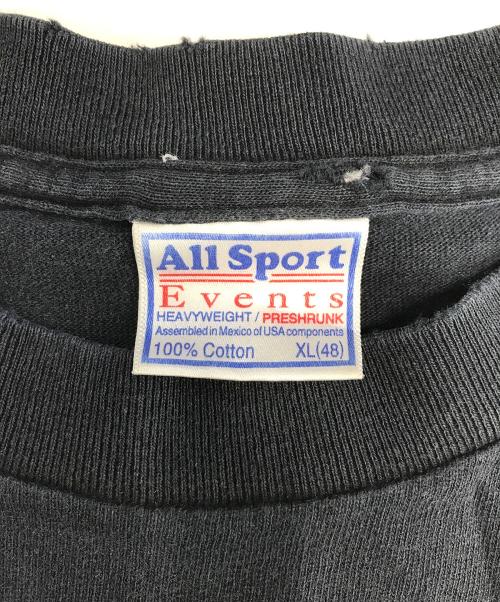 All Sport
Events
HEAVYWEIGHT / PRESHRUNK
Assembled in Mexico of USA components
100% Cotton XL(48)